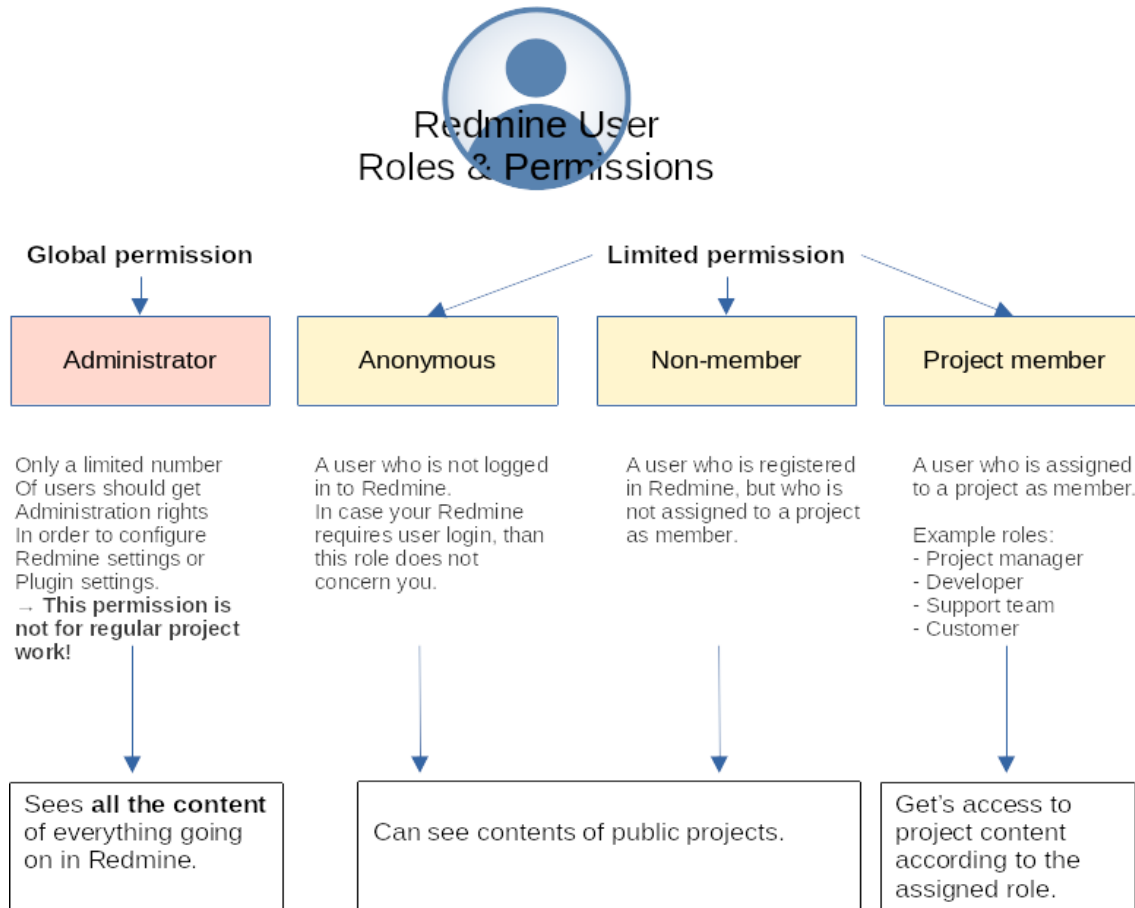 Redmine User
Roles & Permissions
Global permission
Limited permission
Administrator
Anonymous
Non-member
Project member
Only a limited number
Of users should get
Administration rights
In order to configure
Redmine settings or
Plugin settings.
→ This permission is
not for regular project
work!
A user who is not logged
in to Redmine.
In case your Redmine
requires user login, than
this role does not
concern you.
A user who is registered
in Redmine, but who is
not assigned to a project
as member.
A user who is assigned
to a project as member.
Example roles:
- Project manager
- Developer
- Support team
- Customer
Sees all the content
of everything going
on in Redmine.
Can see contents of public projects.
Get's access to
project content
according to the
assigned role.